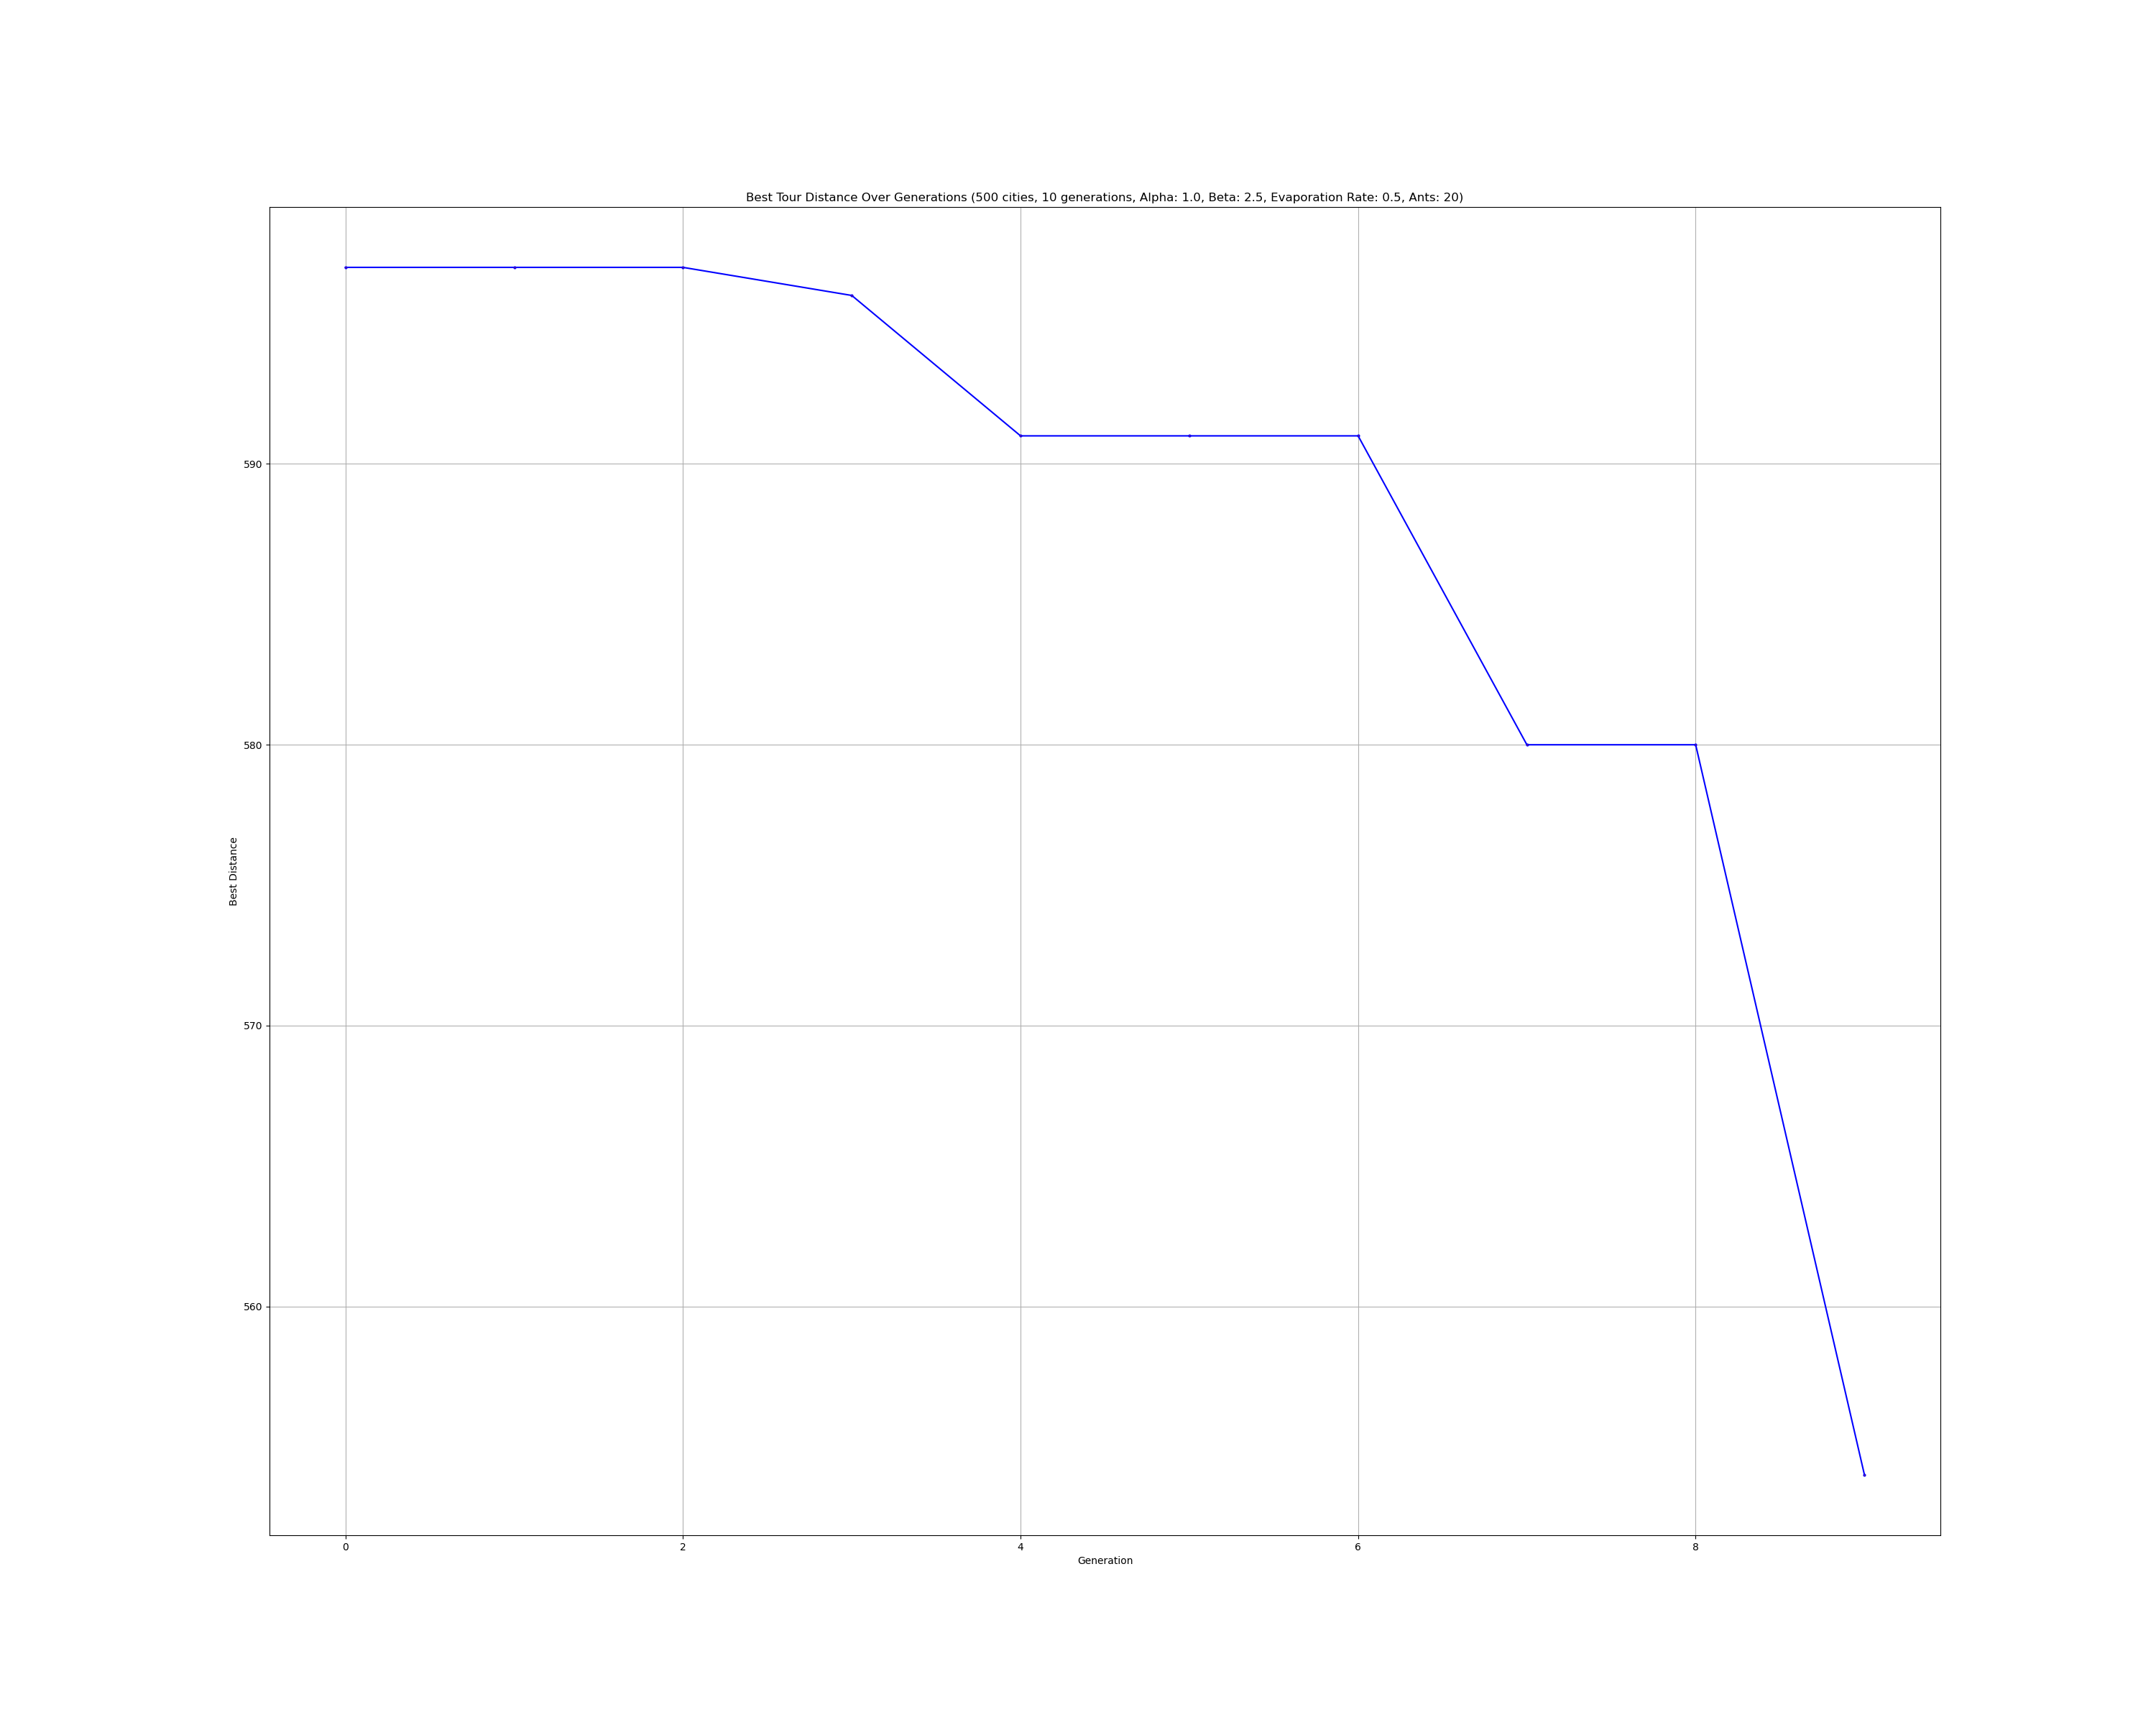 Best Tour Distance Over Generations (500 cities, 10 generations, Alpha: 1.0, Beta: 2.5, Evaporation Rate: 0.5, Ants: 20)
590
580
570
560
Best Distance
0 2 4 6 8
Generation